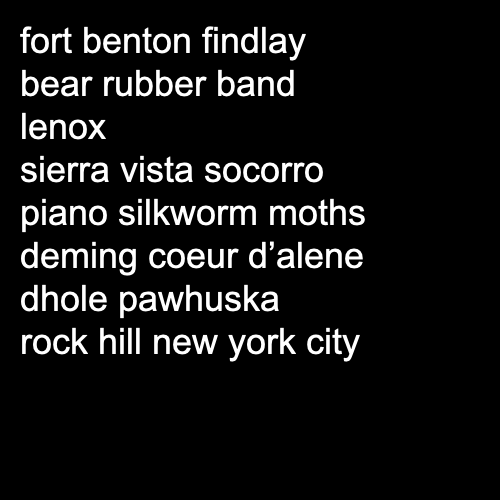 fort benton findlay
bear rubber band
lenox
sierra vista socorro
piano silkworm moths
deming coeur d’alene
dhole pawhuska
rock hill new york city